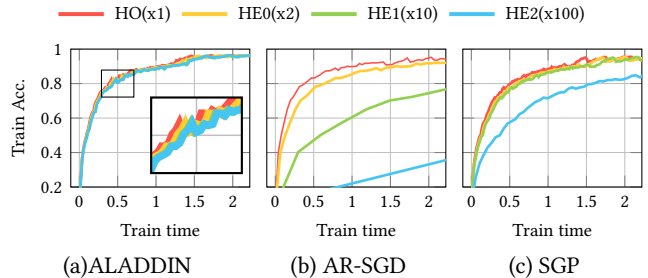 HO(x1) HE0(x2) HE1(x10) HE2(x100)
Train Acc.
1
0.8
0.6
0.4
0.2
0 0.5 1 1.5 2
0 0.5 1 1.5 2
0 0.5 1 1.5 2
Train time Train time Train time
(a)ALADDIN (b) AR-SGD (c) SGP